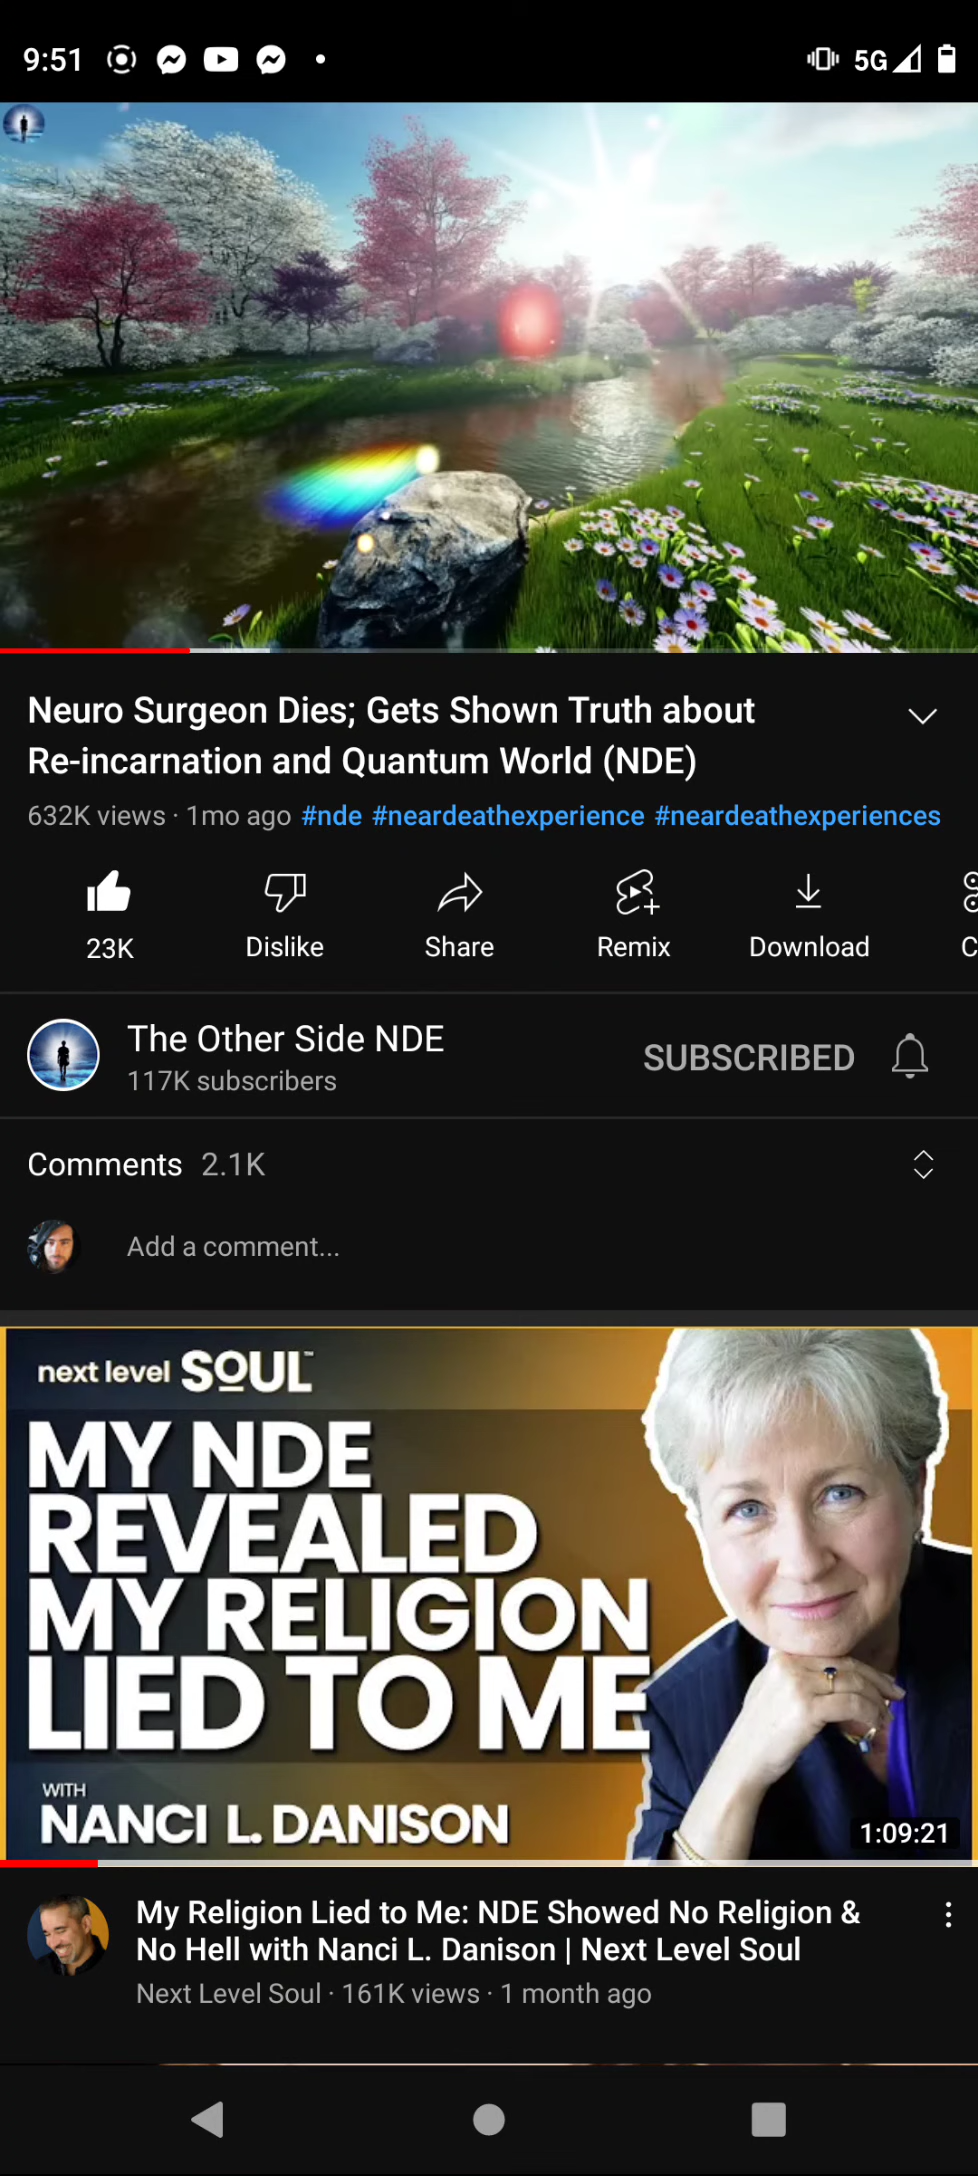 9:51
5G
Neuro Surgeon Dies; Gets Shown Truth about
Re-incarnation and Quantum World (NDE)
632K views · 1mo ago #nde #neardeathexperience #neardeathexperiences
23K Dislike Share Remix Download C
The Other Side NDE
117K subscribers
SUBSCRIBED
Comments 2.1K
Add a comment...
next level SOUL™
MY NDE
REVEALED
MY RELIGION
LIED TO ME
WITH
NANCI L. DANISON
1:09:21
My Religion Lied to Me: NDE Showed No Religion &
No Hell with Nanci L. Danison | Next Level Soul
Next Level Soul · 161K views · 1 month ago